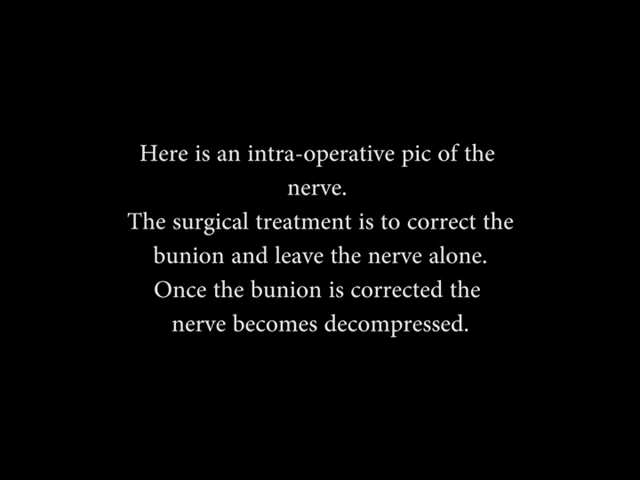 Here is an intra-operative pic of the
nerve.
The surgical treatment is to correct the
bunion and leave the nerve alone.
Once the bunion is corrected the
nerve becomes decompressed.